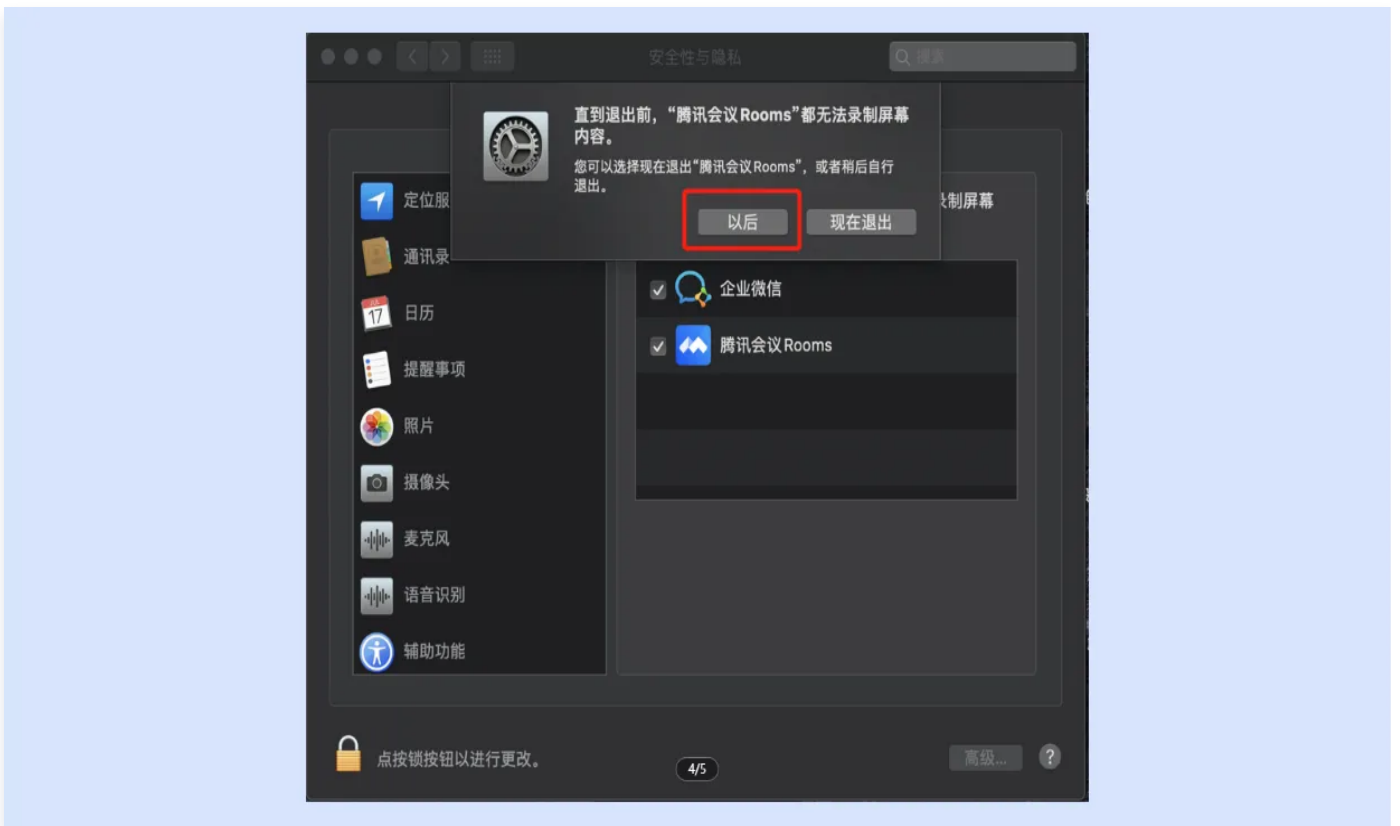 安全性与隐私
搜索
直到退出前，“腾讯会议Rooms”都无法录制屏幕
内容。
您可以选择现在退出“腾讯会议Rooms”，或者稍后自行
退出。
以后
现在退出
定位服
制屏幕
通讯录
JUL
17
日历
提醒事项
照片
摄像头
麦克风
语音识别
辅助功能
企业微信
腾讯会议Rooms
点按锁按钮以进行更改。
4/5
高级...
?